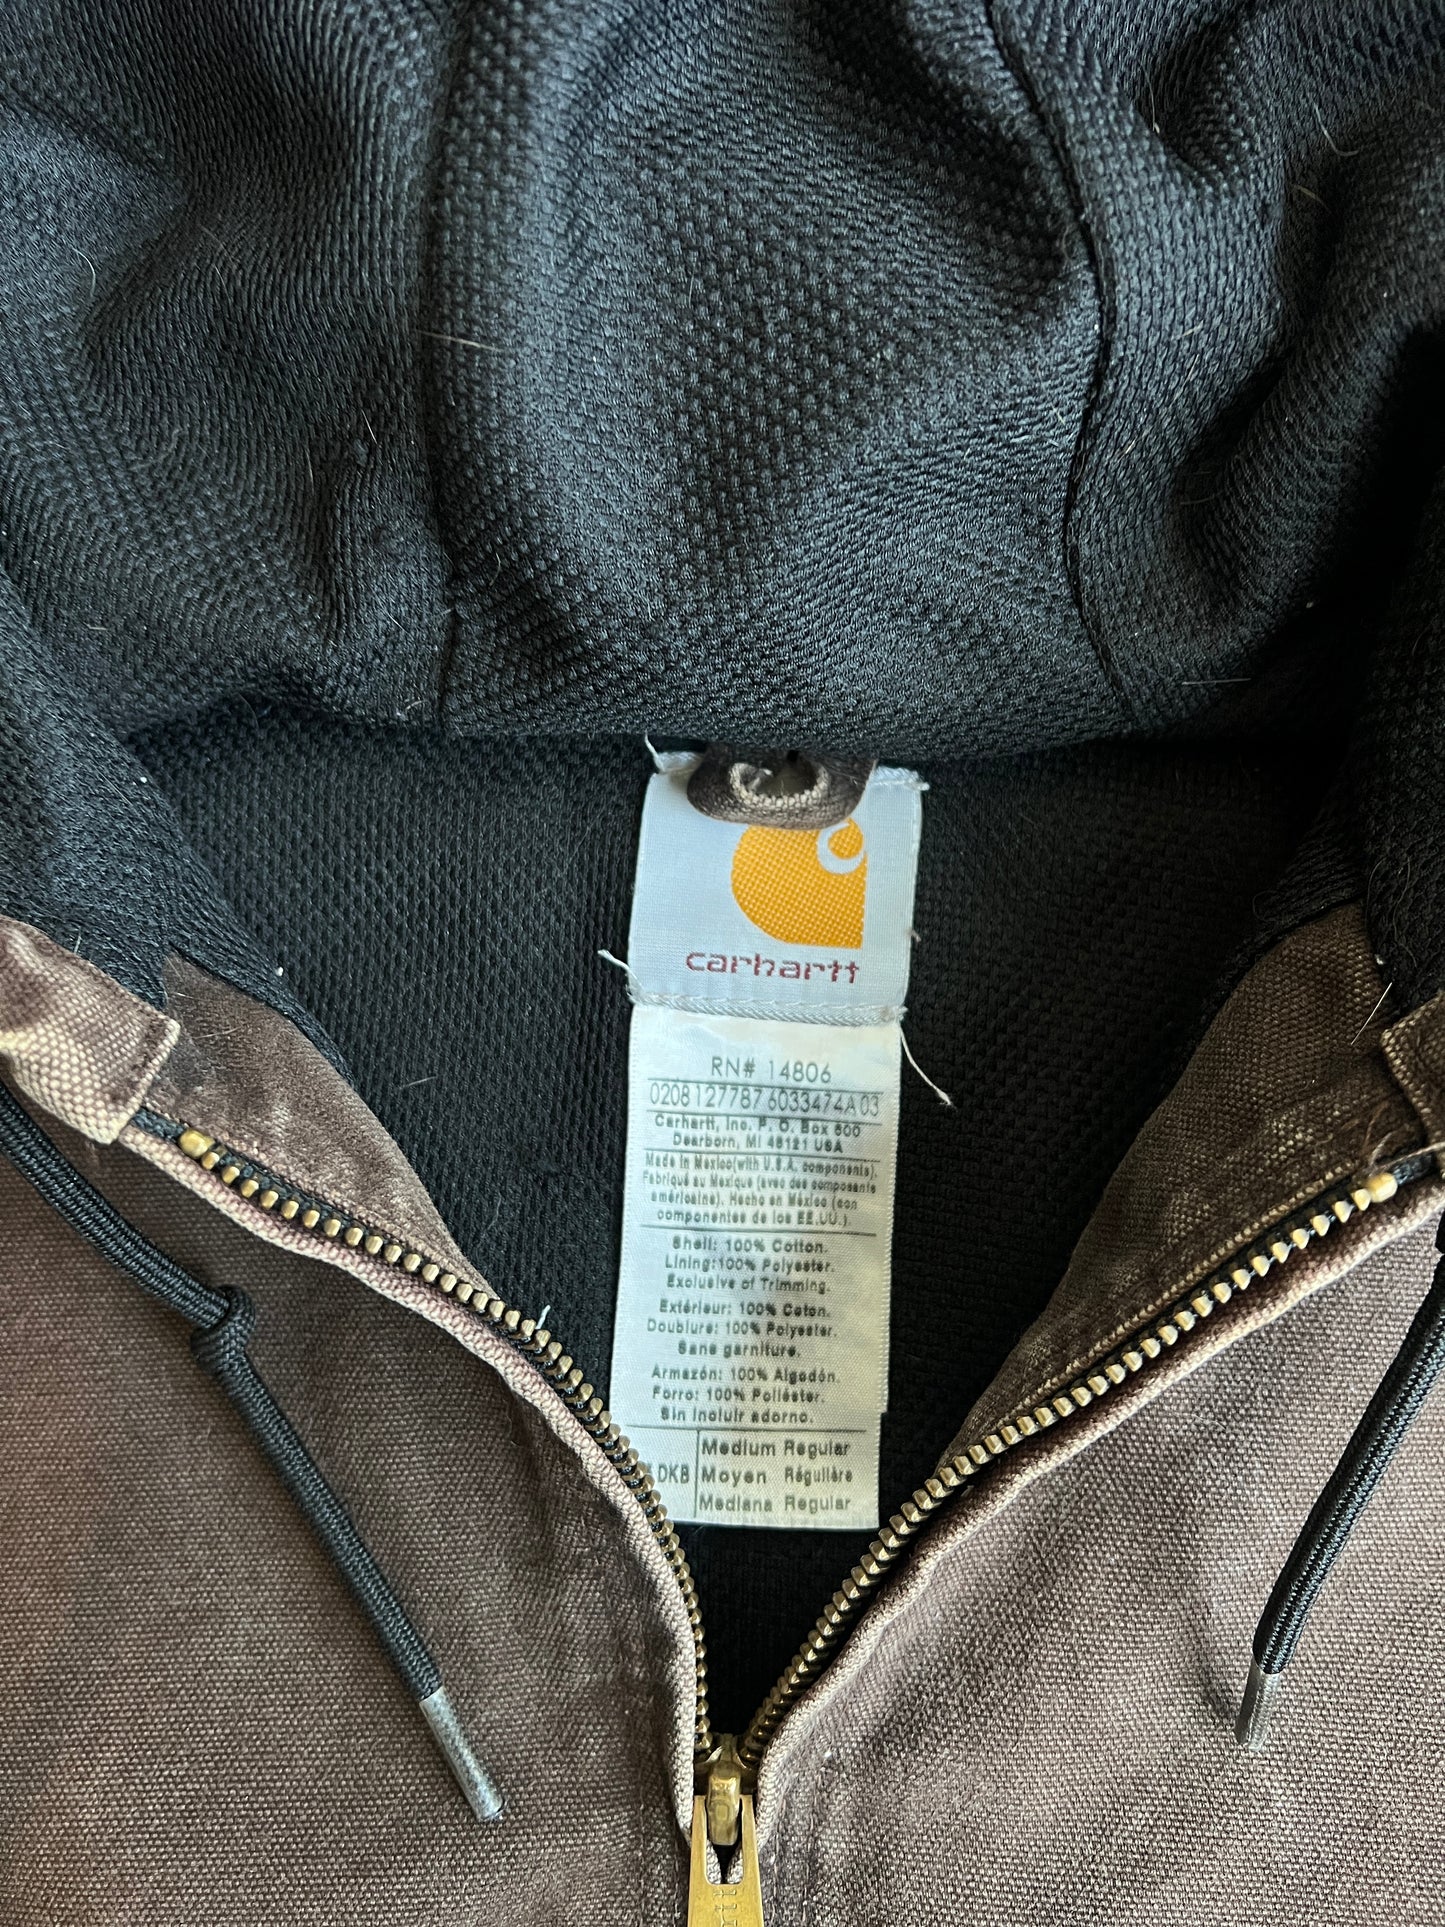 carhartt
RN# 14806
0208127787 6033474A03
Carhartt, Inc. P. O. Box 600
Dearborn, MI 48121 USA
Made in Mexico(with U.S.A. components).
Fabriqué au Mexique (avec des composants
américains). Hecho en México (con
componentes de los EE.UU.).
Shell: 100% Cotton.
Lining:100% Polyester.
Exclusive of Trimming.
Extérieur: 100% Coton.
Doublure: 100% Polyester.
Sans garniture.
Armazón: 100% Algodón.
Forro: 100% Poliéster.
Sin incluir adorno.
DKB
Medium Regular
Moyen Régulière
Mediana Regular